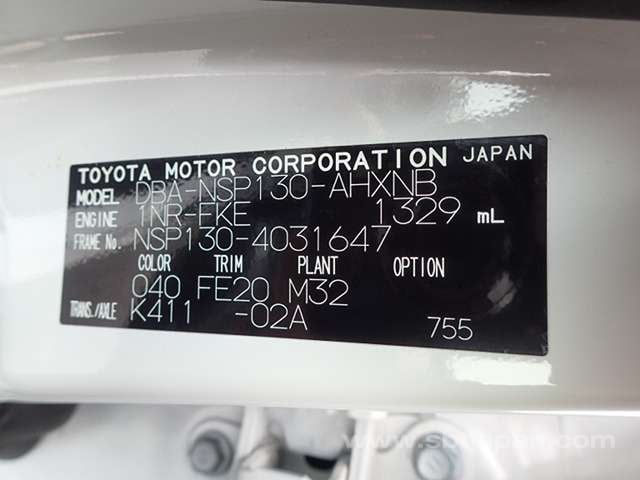 TOYOTA MOTOR CORPORATION JAPAN
MODEL DBA-NSP130-AHXNB
ENGINE 1NR-FKE 1329 mL
FRAME No. NSP130-4031647
COLOR TRIM PLANT OPTION
040 FE20 M32
TRANS./AXLE K411 -02A 755